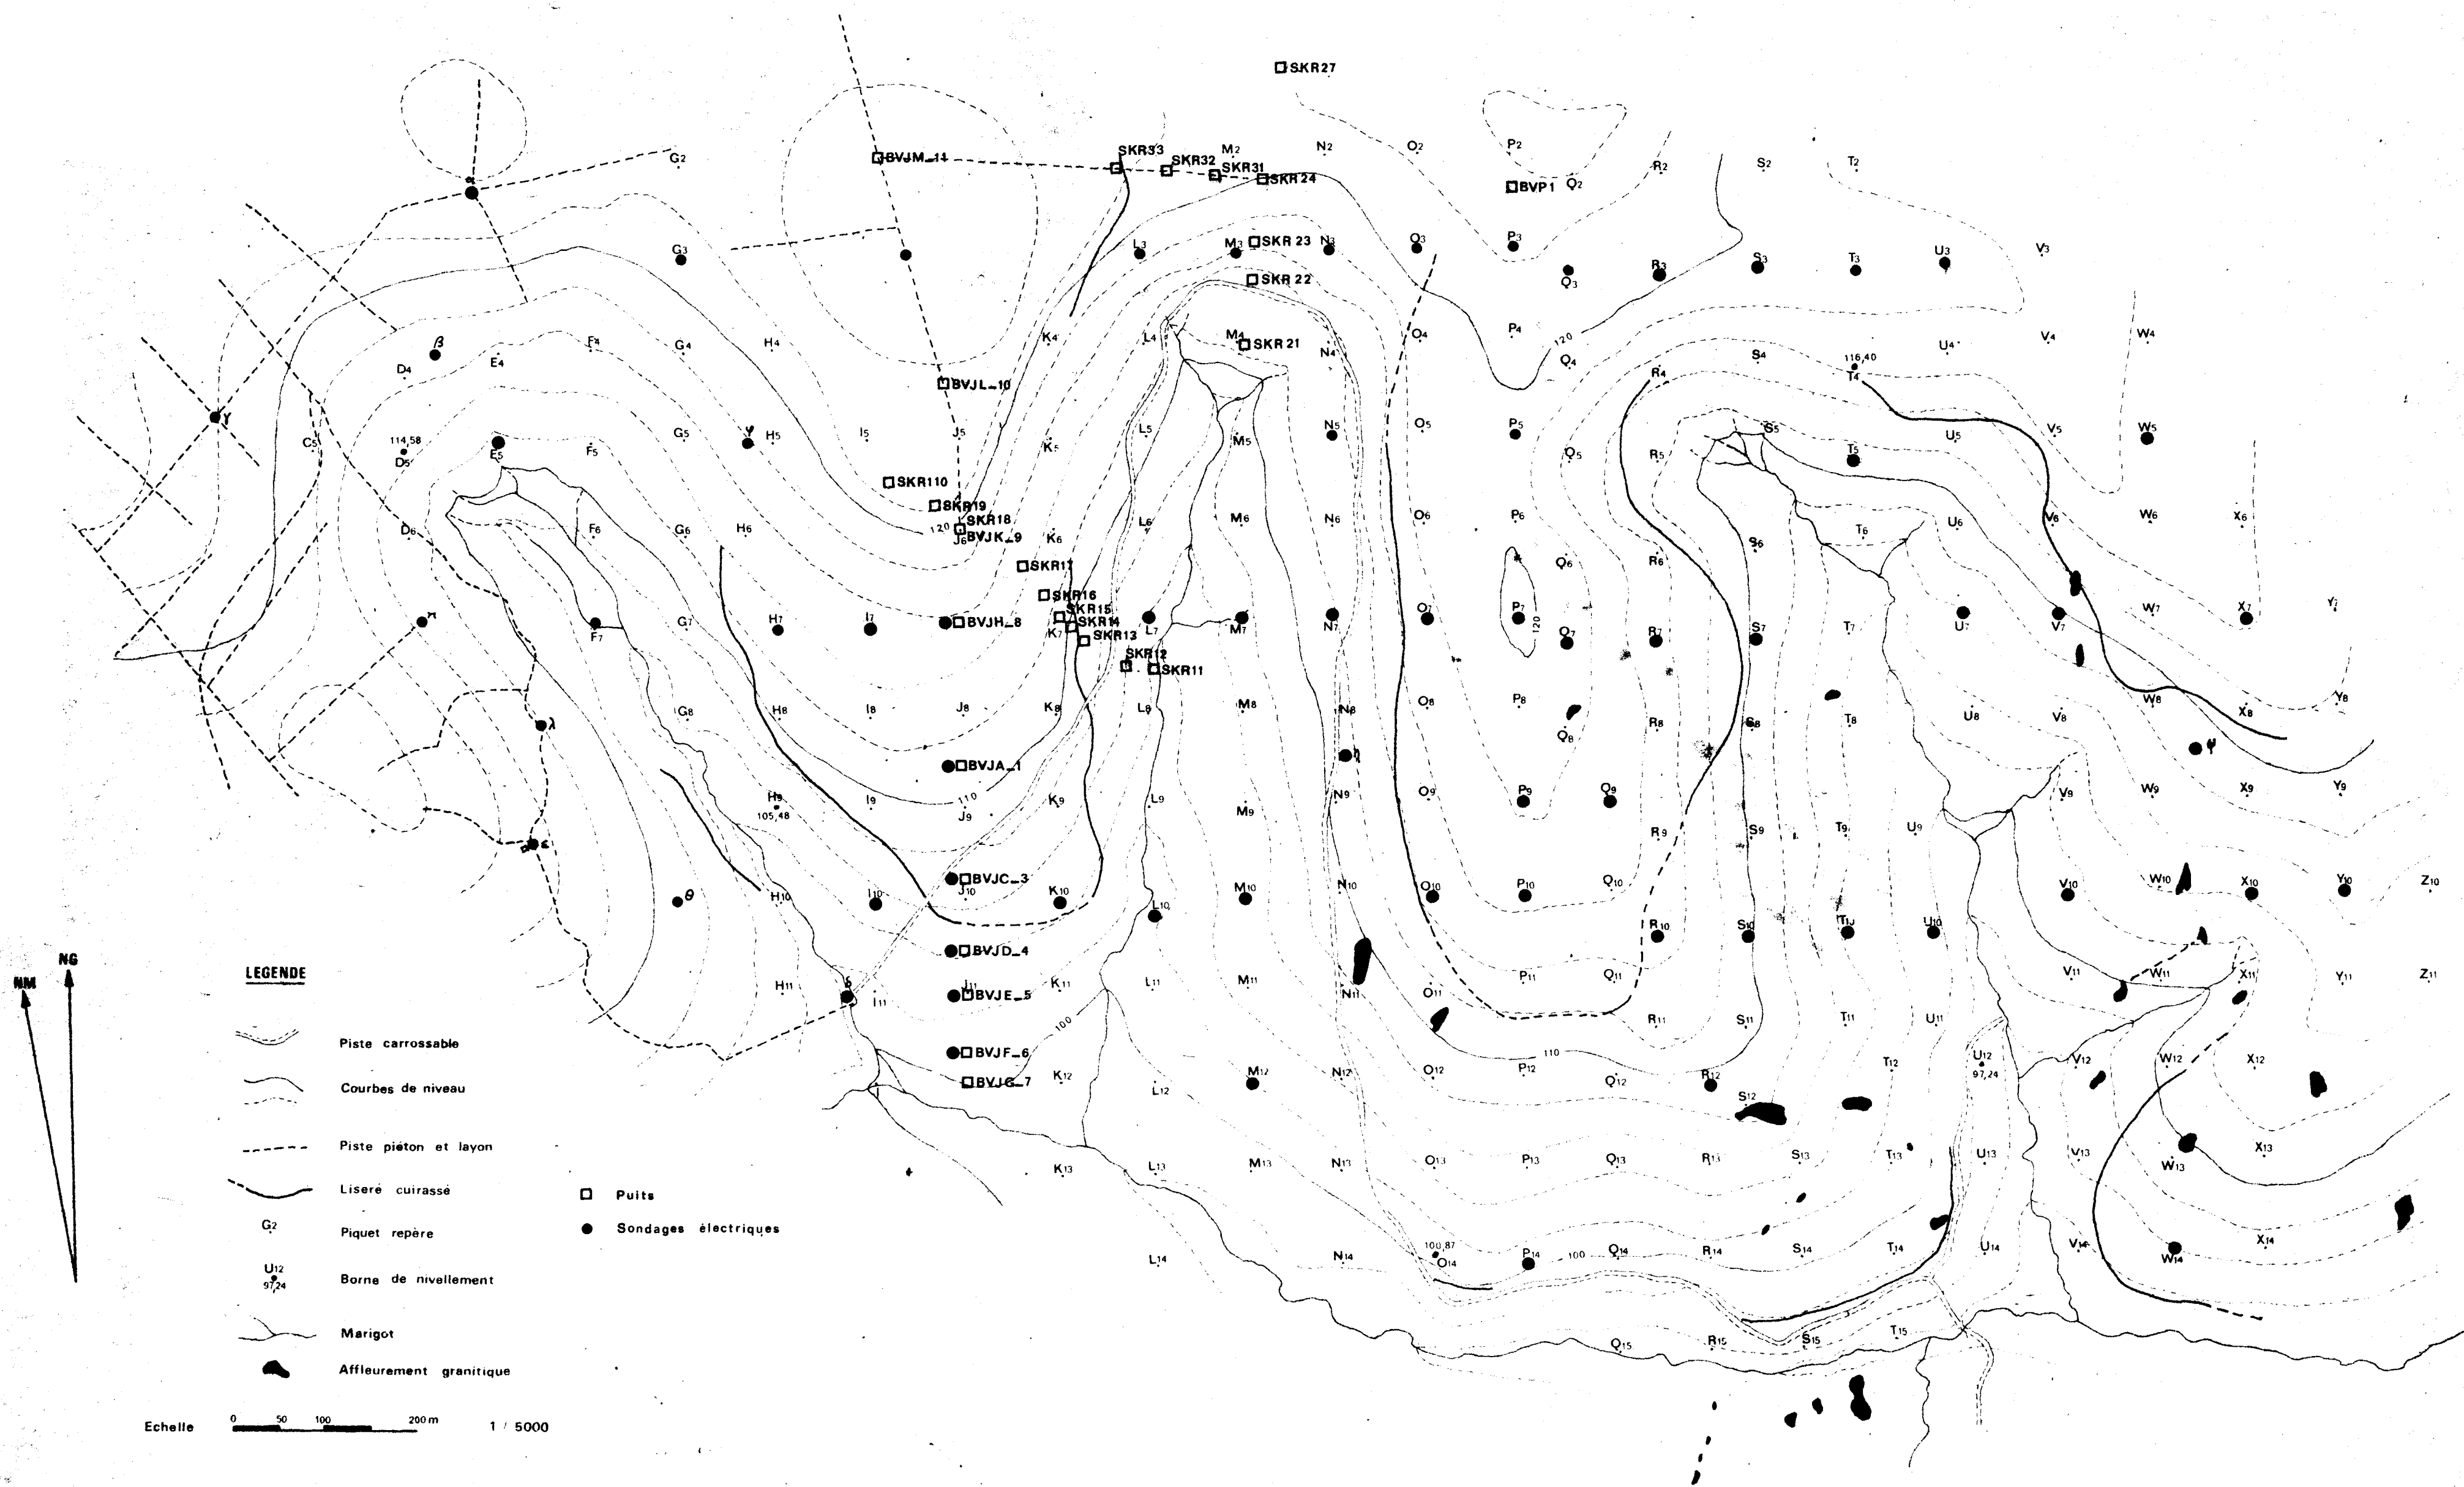 SKR27
SKR33 M2 N2 O2 P2
BVJM_11 SKR32 SKR31 SKR24
G2 R2 S2 T2
α BVP1 Q2
G3 L3 M3 SKR 23 N3 O3 P3 R3 S3 T3 U3 V3
SKR 22 Q3
β D4 E4 F4 G4 H4 K4 L4 M4 SKR 21 N4 O4 P4 120 Q4 R4 S4 116,40 T4 U4 V4 W4
BVJL_10
γ C5 114,58 D5 E5 F5 G5 φ H5 I5 J5 K5 L5 M5 N5 O5 P5 Q5 R5 S5 T5 U5 V5 W5
SKR110
SKR19
D6 F6 G6 H6 120 SKR18 J6 BVJK_9 K6 L6 M6 N6 O6 P6 Q6 R6 S6 T6 U6 V6 W6 X6
SKR17
SKR16
SKR15
SKR14
F7 G7 H7 I7 BVJH_8 K7 SKR13 L7 M7 N7 O7 P7 120 Q7 R7 S7 T7 U7 V7 W7 X7 Y7
SKR12
SKR11
λ G8 H8 I8 J8 K8 L8 M8 N8 O8 P8 Q8 R8 S8 T8 U8 V8 W8 X8 Y8
BVJA_1 η ψ
H9 105,48 I9 110 J9 K9 L9 M9 N9 O9 P9 Q9 R9 S9 T9 U9 V9 W9 X9 Y9
ε
θ H10 I10 BVJC_3 J10 K10 L10 M10 N10 O10 P10 Q10 R10 S10 T10 U10 V10 W10 X10 Y10 Z10
BVJD_4
NM NG
δ H11 I11 J11 BVJE_5 K11 L11 M11 N11 O11 P11 Q11 R11 S11 T11 U11 V11 W11 X11 Y11 Z11
100 110
BVJF_6
BVJG_7 K12 L12 M12 N12 O12 P12 Q12 R12 S12 T12 U12 97,24 V12 W12 X12
K13 L13 M13 N13 O13 P13 Q13 R13 S13 T13 U13 V13 W13 X13
L14 N14 100,87 O14 P14 100 Q14 R14 S14 T14 U14 V14 W14 X14
Q15 R15 S15 T15
LEGENDE
Piste carrossable
Courbes de niveau
Piste piéton et layon
Liseré cuirassé
G2 Piquet repère
U12 97,24 Borne de nivellement
Marigot
Affleurement granitique
Puits
Sondages électriques
Echelle 0 50 100 200 m 1 / 5000